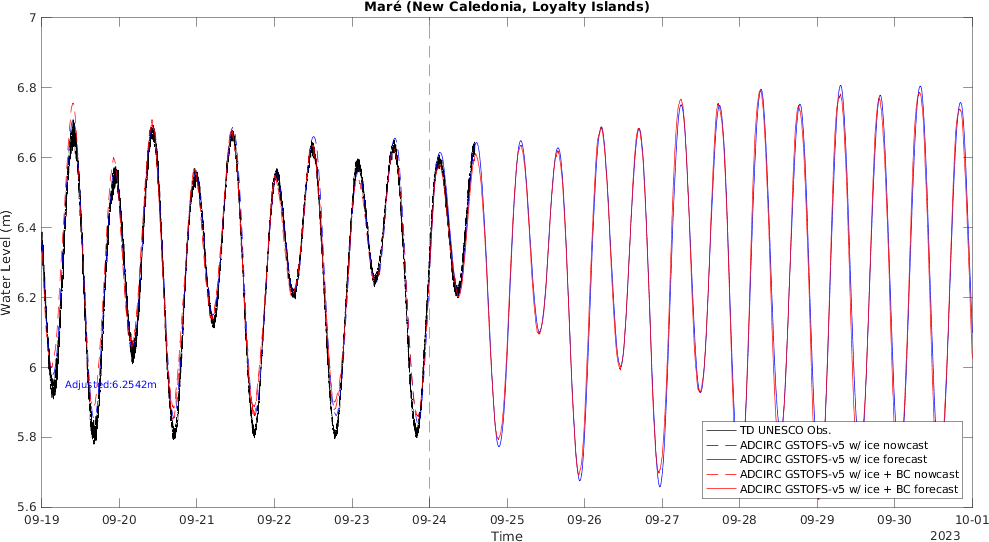 Maré (New Caledonia, Loyalty Islands)
7
6.8
6.6
6.4
6.2
6
5.8
5.6
Water Level (m)
Adjusted:6.2542m
TD UNESCO Obs.
ADCIRC GSTOFS-v5 w/ ice nowcast
ADCIRC GSTOFS-v5 w/ ice forecast
ADCIRC GSTOFS-v5 w/ ice + BC nowcast
ADCIRC GSTOFS-v5 w/ ice + BC forecast
09-19 09-20 09-21 09-22 09-23 09-24 09-25 09-26 09-27 09-28 09-29 09-30 10-01
Time
2023